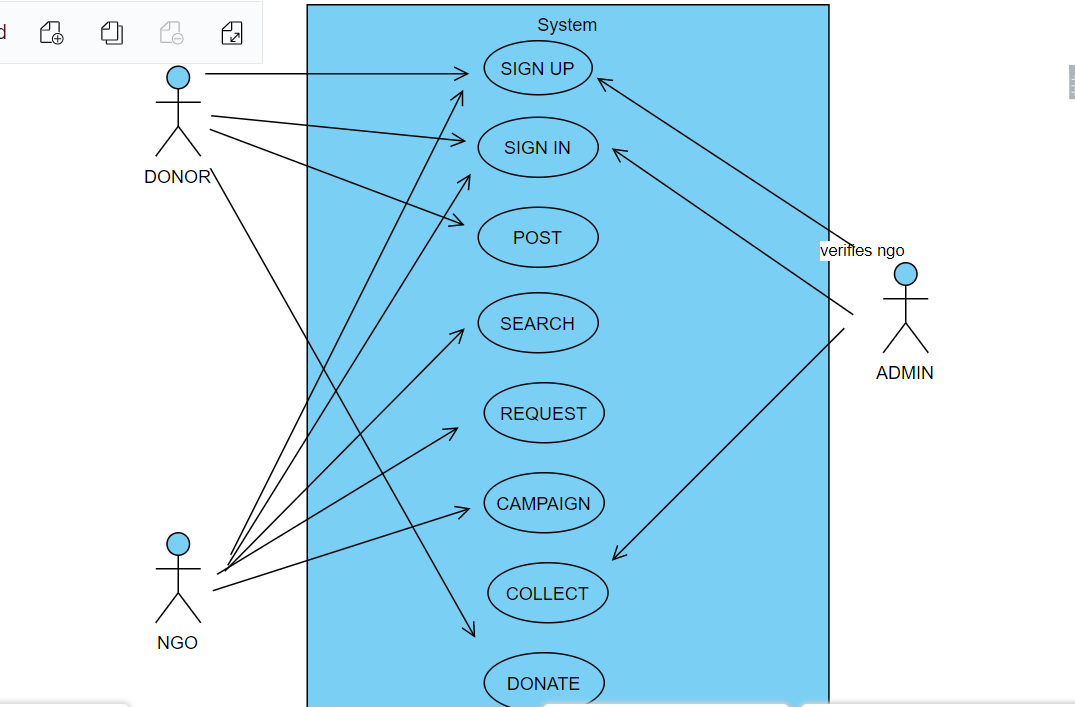 System
SIGN UP
SIGN IN
DONOR
POST
verifies ngo
SEARCH
ADMIN
REQUEST
CAMPAIGN
COLLECT
NGO
DONATE